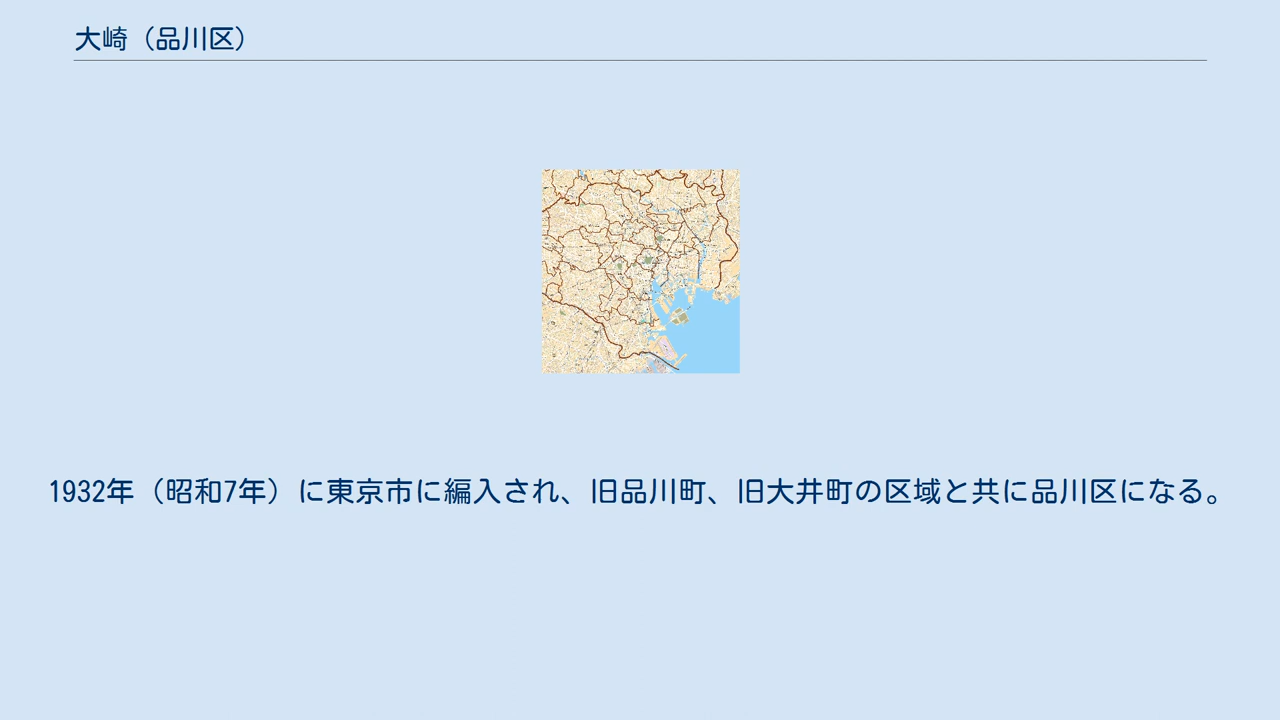 大崎（品川区）
1932年（昭和7年）に東京市に編入され、旧品川町、旧大井町の区域と共に品川区になる。